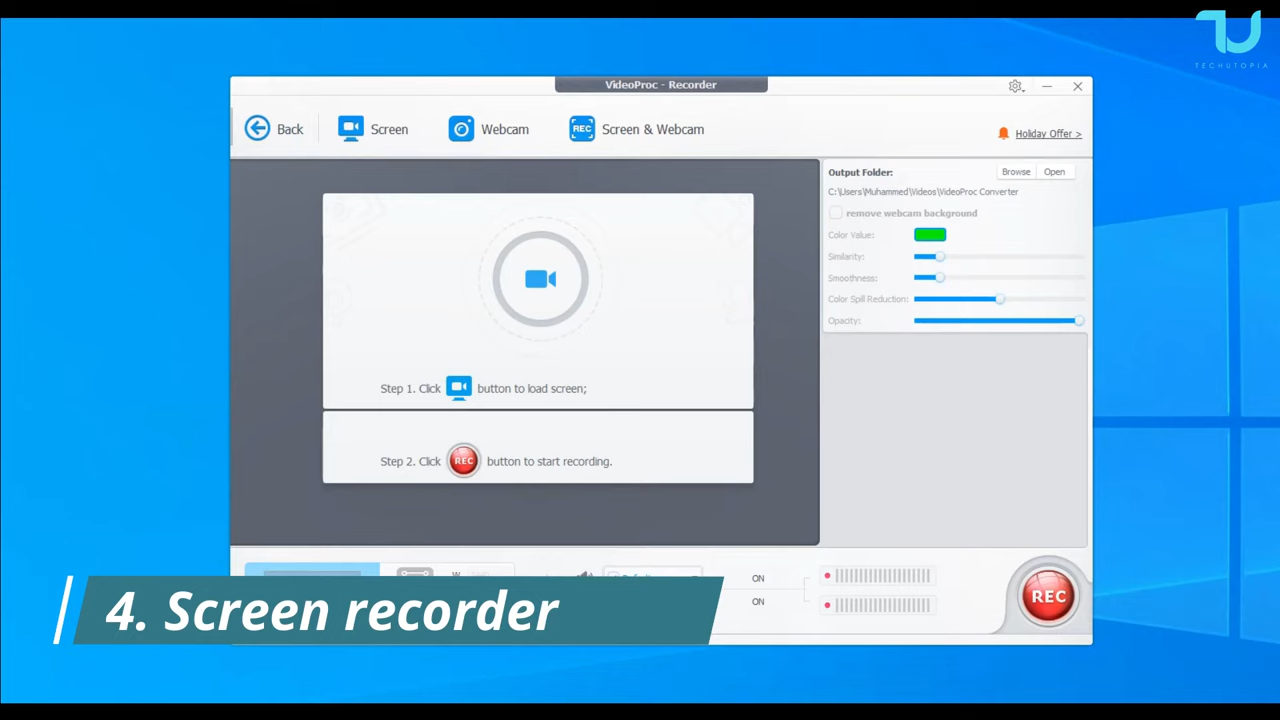 TECHUTOPIA
VideoProc - Recorder
Back
Screen
Webcam
REC
Screen & Webcam
Holiday Offer >
Output Folder:
Browse
Open
C:\Users\Muhammed\Videos\VideoProc Converter
remove webcam background
Color Value:
Similarity:
Smoothness:
Color Spill Reduction:
Opacity:
Step 1. Click button to load screen;
Step 2. Click REC button to start recording.
ON
ON
REC
4. Screen recorder